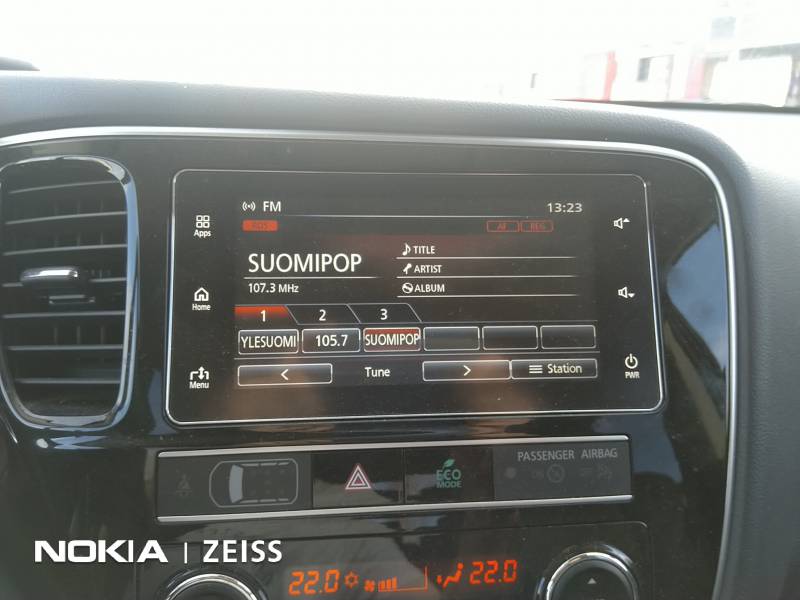 FM 13:23
RDS AF REG
Apps
SUOMIPOP
107.3 MHz
TITLE
ARTIST
ALBUM
Home
1 2 3
YLESUOMI 105.7 SUOMIPOP
Menu
< Tune > Station
PWR
PASSENGER AIRBAG
ECO
MODE
NOKIA | ZEISS
22.0 22.0